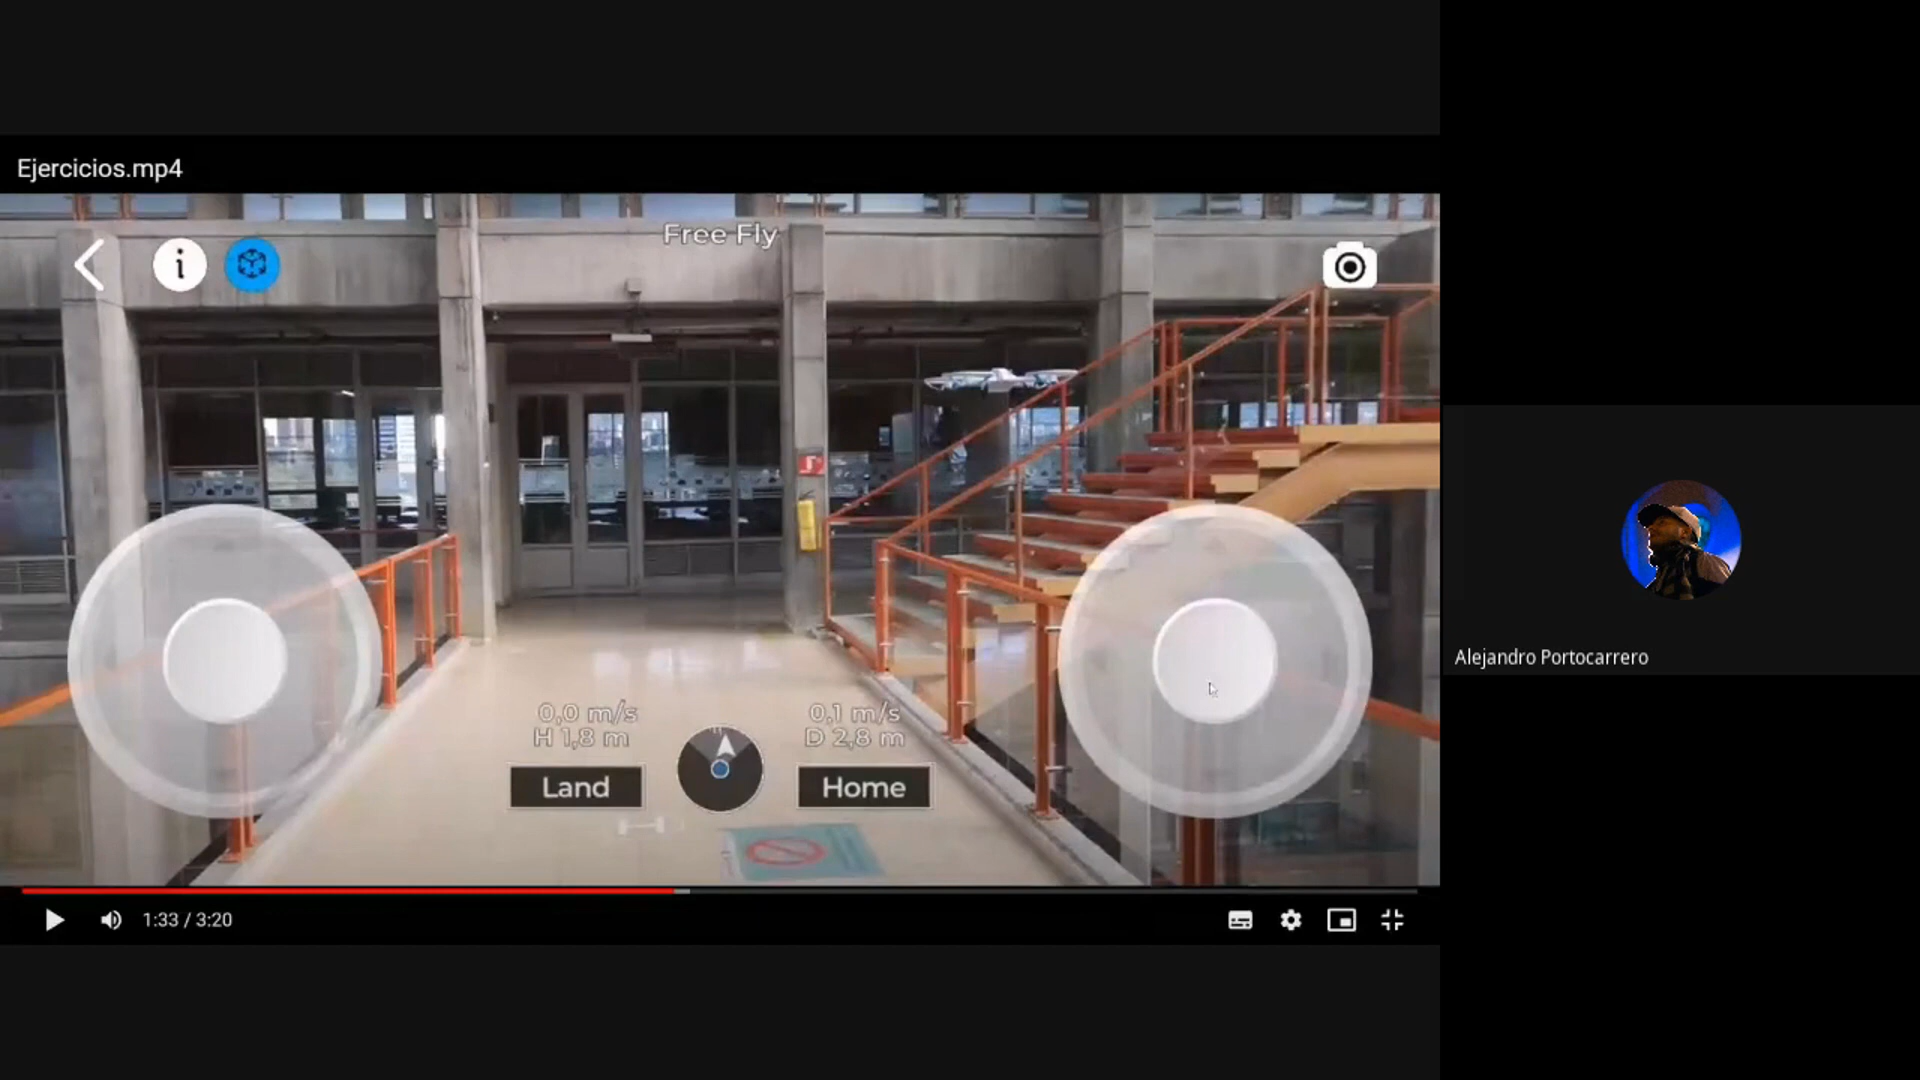 Ejercicios.mp4
Free Fly
i
0,0 m/s
H 1,8 m
0,1 m/s
D 2,8 m
Land
Home
1:33 / 3:20
Alejandro Portocarrero